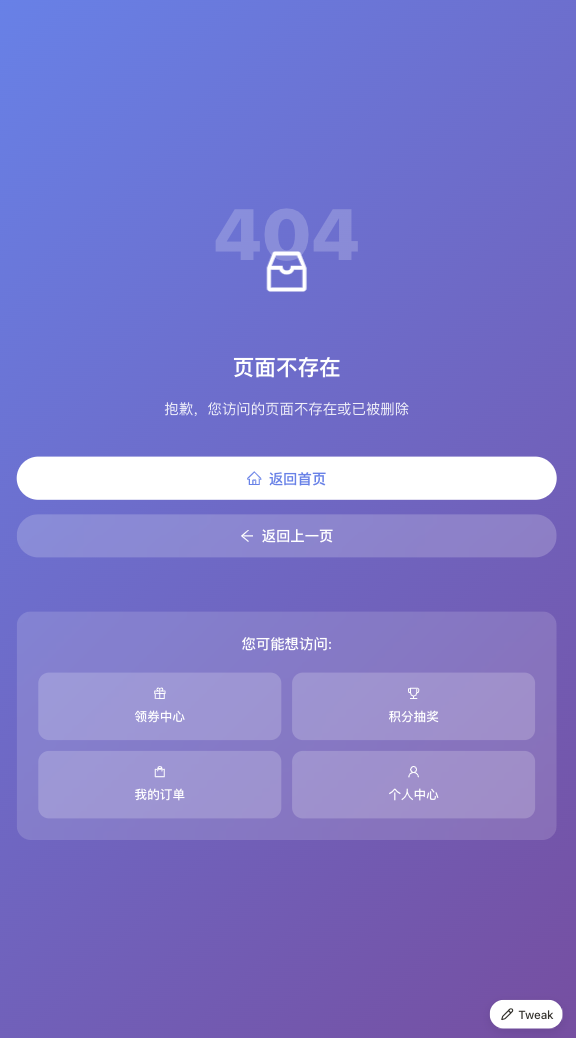 404
页面不存在
抱歉，您访问的页面不存在或已被删除
返回首页
返回上一页
您可能想访问:
领券中心
积分抽奖
我的订单
个人中心
Tweak